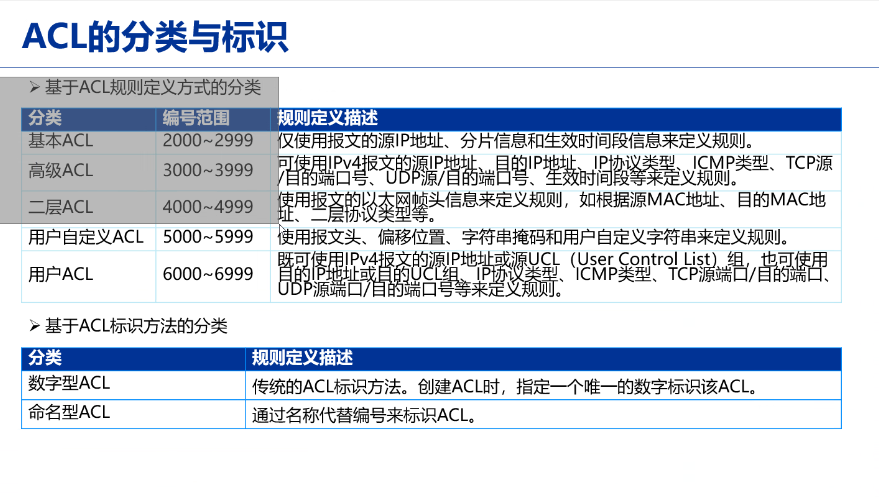 ACL的分类与标识
➢ 基于ACL规则定义方式的分类
分类 编号范围 规则定义描述
基本ACL 2000~2999 仅使用报文的源IP地址、分片信息和生效时间段信息来定义规则。
高级ACL 3000~3999 可使用IPv4报文的源IP地址、目的IP地址、IP协议类型、ICMP类型、TCP源
/目的端口号、UDP源/目的端口号、生效时间段等来定义规则。
二层ACL 4000~4999 使用报文的以太网帧头信息来定义规则，如根据源MAC地址、目的MAC地
址、二层协议类型等。
用户自定义ACL 5000~5999 使用报文头、偏移位置、字符串掩码和用户自定义字符串来定义规则。
用户ACL 6000~6999 既可使用IPv4报文的源IP地址或源UCL（User Control List）组，也可使用
目的IP地址或目的UCL组、IP协议类型、ICMP类型、TCP源端口/目的端口、
UDP源端口/目的端口号等来定义规则。
➢ 基于ACL标识方法的分类
分类 规则定义描述
数字型ACL 传统的ACL标识方法。创建ACL时，指定一个唯一的数字标识该ACL。
命名型ACL 通过名称代替编号来标识ACL。